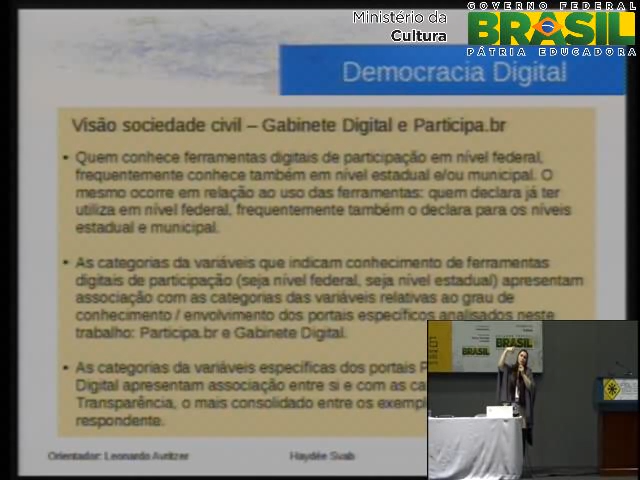 Ministério da
Cultura
GOVERNO FEDERAL
BRASIL
PÁTRIA EDUCADORA
Democracia Digital
Visão sociedade civil – Gabinete Digital e Participa.br
• Quem conhece ferramentas digitais de participação em nível federal,
frequentemente conhece também em nível estadual e/ou municipal. O
mesmo ocorre em relação ao uso das ferramentas: quem declara já ter
utiliza em nível federal, frequentemente também o declara para os níveis
estadual e municipal.
• As categorias da variáveis que indicam conhecimento de ferramentas
digitais de participação (seja nível federal, seja nível estadual) apresentam
associação com as categorias das variáveis relativas ao grau de
conhecimento / envolvimento dos portais específicos analisados neste
trabalho: Participa.br e Gabinete Digital.
• As categorias da variáveis específicas dos portais
Digital apresentam associação entre si e com as
Transparência, o mais consolidado entre os
respondente.
Orientador: Leonardo Avritzer
Haydée Svab
BRASIL
BRASIL